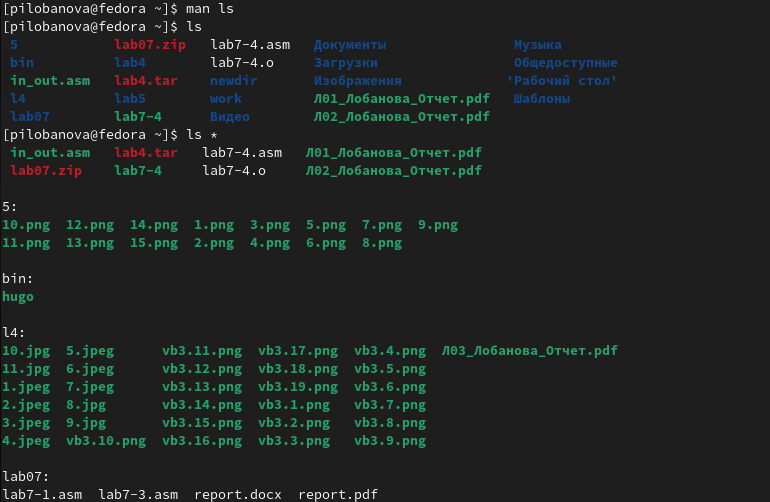 [pilobanova@fedora ~]$ man ls
[pilobanova@fedora ~]$ ls
5 lab07.zip lab7-4.asm Документы Музыка
bin lab4 lab7-4.o Загрузки Общедоступные
in_out.asm lab4.tar newdir Изображения 'Рабочий стол'
l4 lab5 work Л01_Лобанова_Отчет.pdf Шаблоны
lab07 lab7-4 Видео Л02_Лобанова_Отчет.pdf
[pilobanova@fedora ~]$ ls *
in_out.asm lab4.tar lab7-4.asm Л01_Лобанова_Отчет.pdf
lab07.zip lab7-4 lab7-4.o Л02_Лобанова_Отчет.pdf
5:
10.png 12.png 14.png 1.png 3.png 5.png 7.png 9.png
11.png 13.png 15.png 2.png 4.png 6.png 8.png
bin:
hugo
l4:
10.jpg 5.jpeg vb3.11.png vb3.17.png vb3.4.png Л03_Лобанова_Отчет.pdf
11.jpg 6.jpeg vb3.12.png vb3.18.png vb3.5.png
1.jpeg 7.jpeg vb3.13.png vb3.19.png vb3.6.png
2.jpeg 8.jpg vb3.14.png vb3.1.png vb3.7.png
3.jpeg 9.jpg vb3.15.png vb3.2.png vb3.8.png
4.jpeg vb3.10.png vb3.16.png vb3.3.png vb3.9.png
lab07:
lab7-1.asm lab7-3.asm report.docx report.pdf